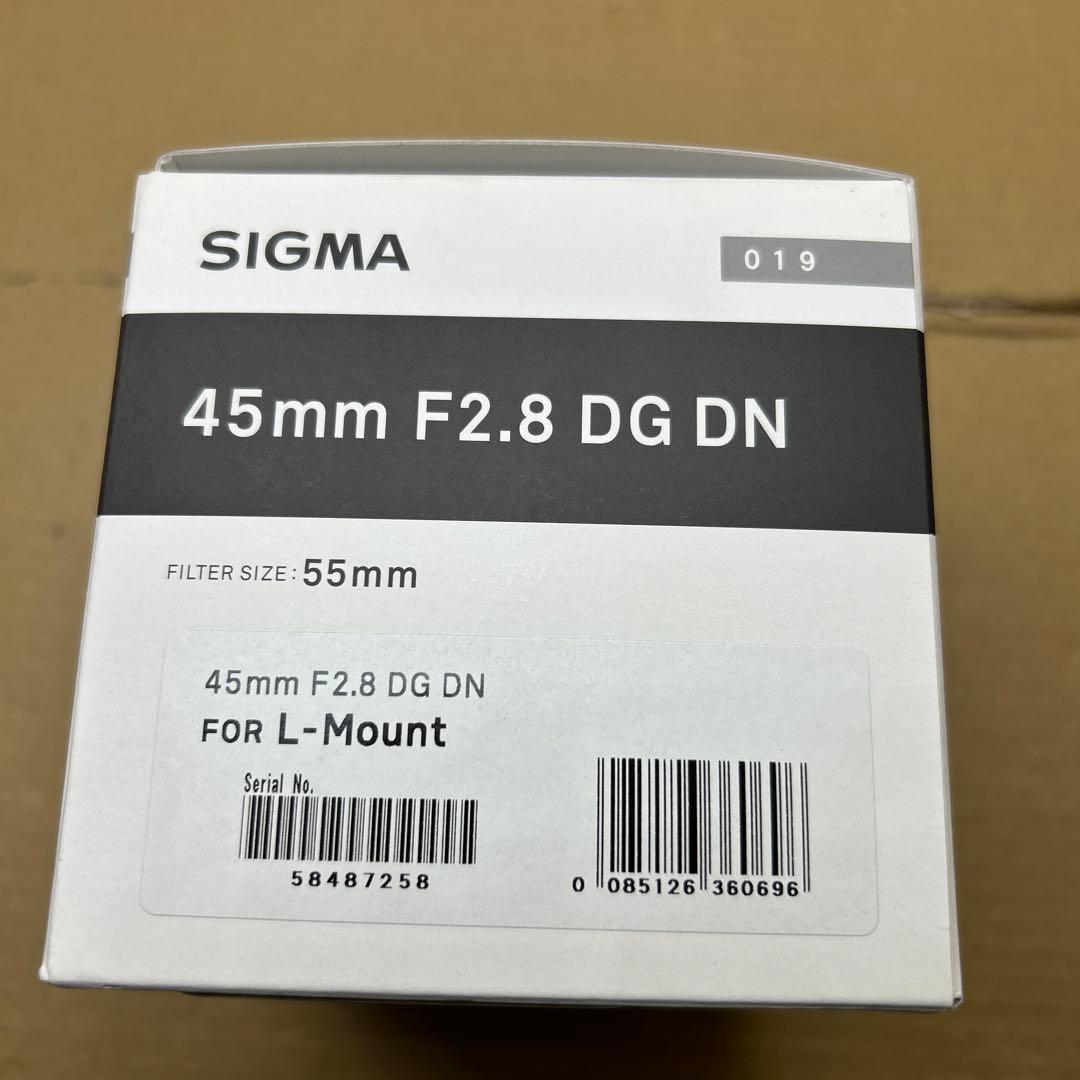 SIGMA
019
45mm F2.8 DG DN
FILTER SIZE: 55mm
45mm F2.8 DG DN
FOR L-Mount
Serial No.
58487258
0 085126 360696